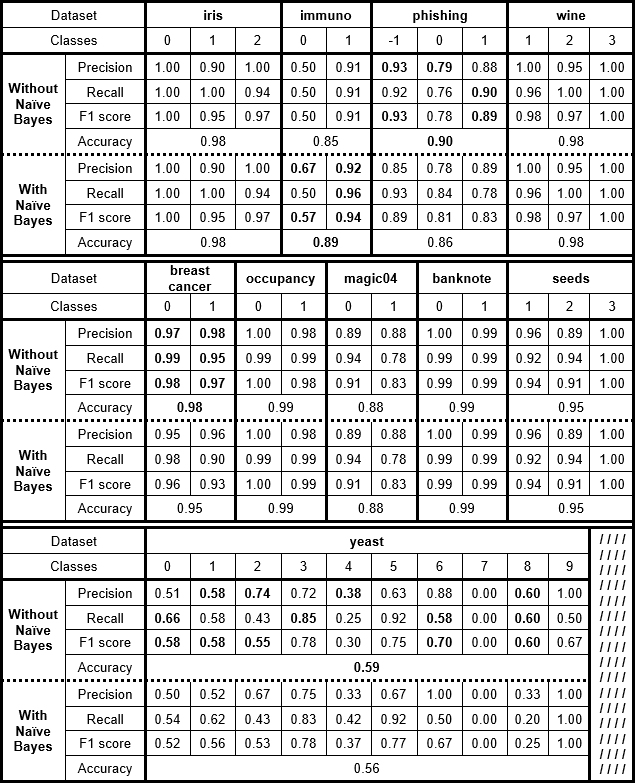 Dataset iris immuno phishing wine
Classes 0 1 2 0 1 -1 0 1 1 2 3
Without Naïve Bayes
Precision 1.00 0.90 1.00 0.50 0.91 0.93 0.79 0.88 1.00 0.95 1.00
Recall 1.00 1.00 0.94 0.50 0.91 0.92 0.76 0.90 0.96 1.00 1.00
F1 score 1.00 0.95 0.97 0.50 0.91 0.93 0.78 0.89 0.98 0.97 1.00
Accuracy 0.98 0.85 0.90 0.98
With Naïve Bayes
Precision 1.00 0.90 1.00 0.67 0.92 0.85 0.78 0.89 1.00 0.95 1.00
Recall 1.00 1.00 0.94 0.50 0.96 0.93 0.84 0.78 0.96 1.00 1.00
F1 score 1.00 0.95 0.97 0.57 0.94 0.89 0.81 0.83 0.98 0.97 1.00
Accuracy 0.98 0.89 0.86 0.98
Dataset breast cancer occupancy magic04 banknote seeds
Classes 0 1 0 1 0 1 0 1 1 2 3
Without Naïve Bayes
Precision 0.97 0.98 1.00 0.98 0.89 0.88 1.00 0.99 0.96 0.89 1.00
Recall 0.99 0.95 0.99 0.99 0.94 0.78 0.99 0.99 0.92 0.94 1.00
F1 score 0.98 0.97 1.00 0.98 0.91 0.83 0.99 0.99 0.94 0.91 1.00
Accuracy 0.98 0.99 0.88 0.99 0.95
With Naïve Bayes
Precision 0.95 0.96 1.00 0.98 0.89 0.88 1.00 0.99 0.96 0.89 1.00
Recall 0.98 0.90 0.99 0.99 0.94 0.78 0.99 0.99 0.92 0.94 1.00
F1 score 0.96 0.93 1.00 0.99 0.91 0.83 0.99 0.99 0.94 0.91 1.00
Accuracy 0.95 0.99 0.88 0.99 0.95
Dataset yeast
Classes 0 1 2 3 4 5 6 7 8 9
Without Naïve Bayes
Precision 0.51 0.58 0.74 0.72 0.38 0.63 0.88 0.00 0.60 1.00
Recall 0.66 0.58 0.43 0.85 0.25 0.92 0.58 0.00 0.60 0.50
F1 score 0.58 0.58 0.55 0.78 0.30 0.75 0.70 0.00 0.60 0.67
Accuracy 0.59
With Naïve Bayes
Precision 0.50 0.52 0.67 0.75 0.33 0.67 1.00 0.00 0.33 1.00
Recall 0.54 0.62 0.43 0.83 0.42 0.92 0.50 0.00 0.20 1.00
F1 score 0.52 0.56 0.53 0.78 0.37 0.77 0.67 0.00 0.25 1.00
Accuracy 0.56